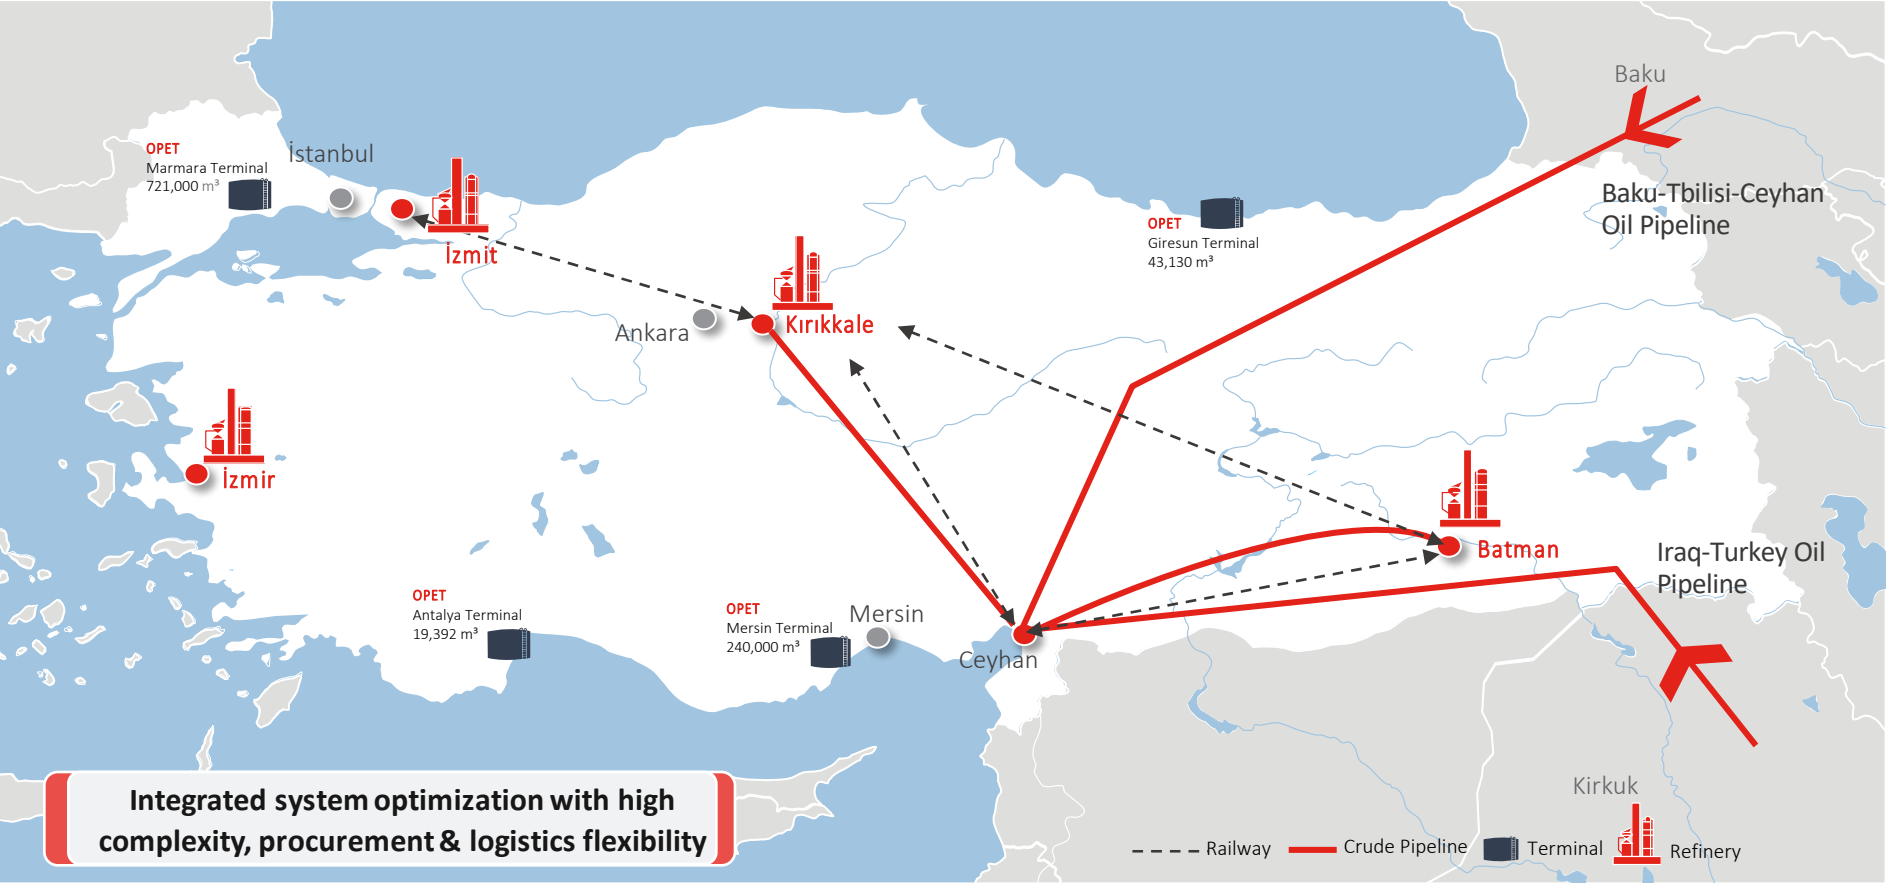 Baku
Baku-Tbilisi-Ceyhan
Oil Pipeline
OPET
Marmara Terminal
721,000 m³
İstanbul
İzmit
OPET
Giresun Terminal
43,130 m³
Ankara
Kırıkkale
İzmir
Batman
Iraq-Turkey Oil
Pipeline
OPET
Antalya Terminal
19,392 m³
OPET
Mersin Terminal
240,000 m³
Mersin
Ceyhan
Kirkuk
Integrated system optimization with high
complexity, procurement & logistics flexibility
Railway
Crude Pipeline
Terminal
Refinery